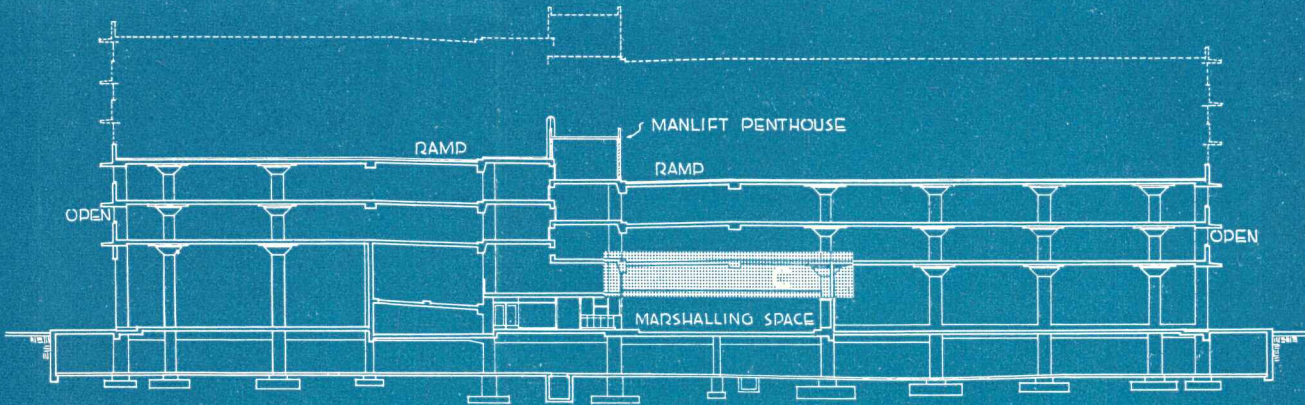 MANLIFT PENTHOUSE
RAMP
RAMP
OPEN
OPEN
C
MARSHALLING SPACE